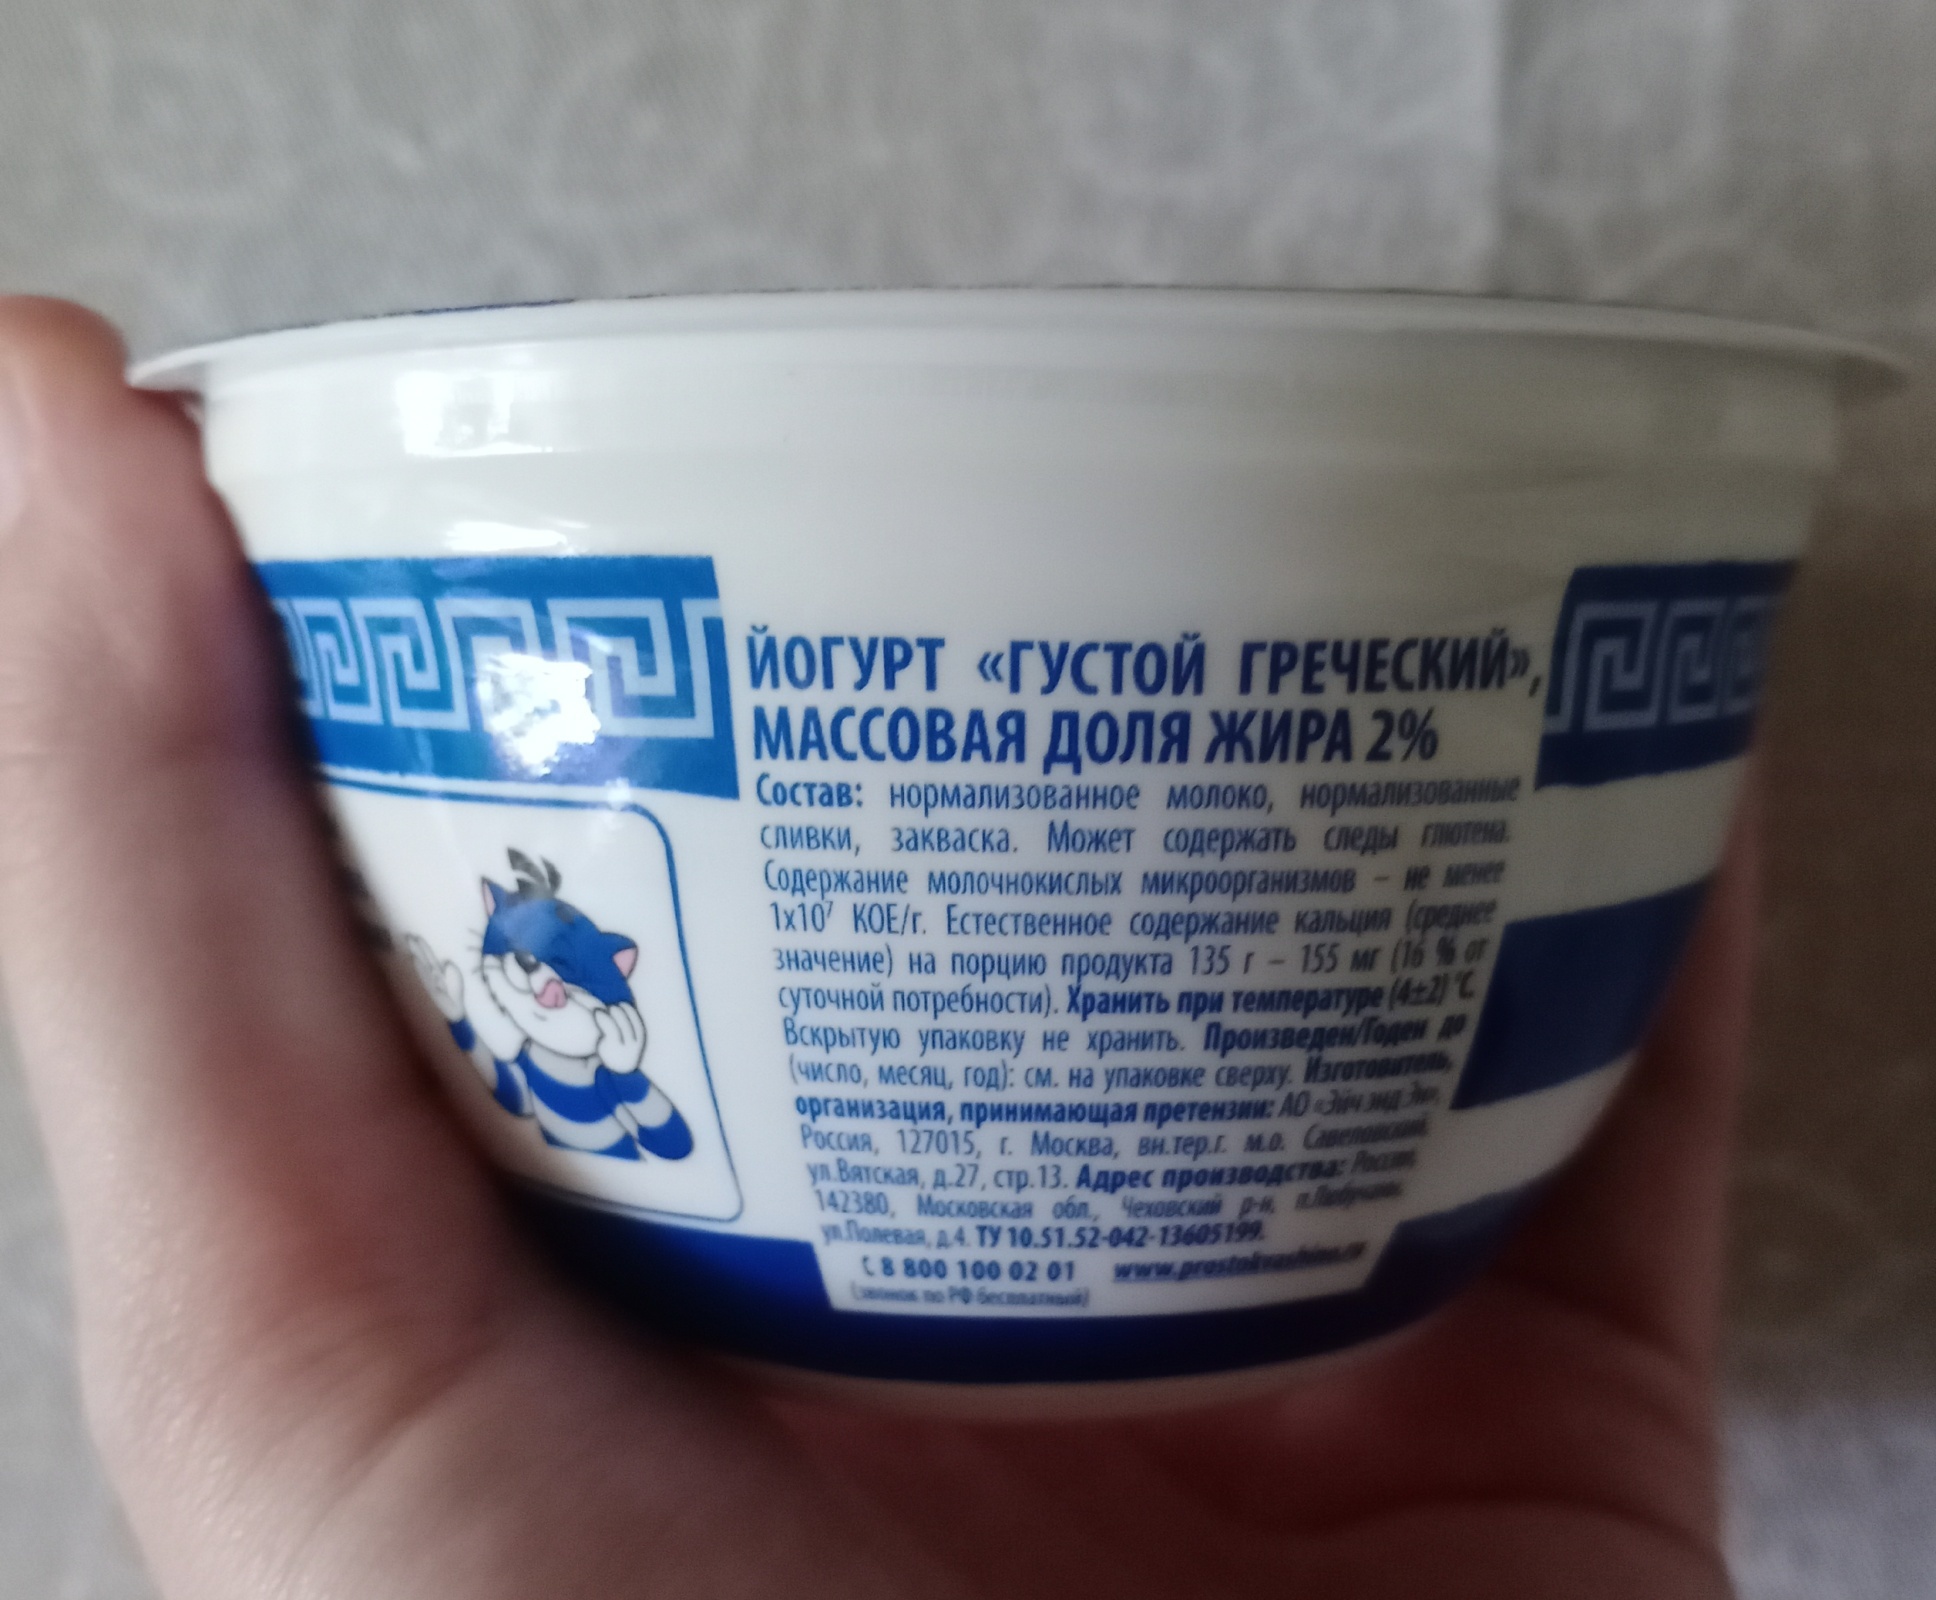 ЙОГУРТ «ГУСТОЙ ГРЕЧЕСКИЙ»,
МАССОВАЯ ДОЛЯ ЖИРА 2%
Состав: нормализованное молоко, нормализованные
сливки, закваска. Может содержать следы глютена.
Содержание молочнокислых микроорганизмов – не менее
1х10⁷ КОЕ/г. Естественное содержание кальция (среднее
значение) на порцию продукта 135 г – 155 мг (16 % от
суточной потребности). Хранить при температуре (4±2) °С.
Вскрытую упаковку не хранить. Произведен/Годен до
(число, месяц, год): см. на упаковке сверху. Изготовитель,
организация, принимающая претензии: АО «Эйч энд Эн»,
Россия, 127015, г. Москва, вн.тер.г. м.о. Савеловский,
ул.Вятская, д.27, стр.13. Адрес производства: Россия,
142380, Московская обл., Чеховский р-н, п.Любучаны,
ул.Полевая, д.4. ТУ 10.51.52-042-13605199.
8 800 100 02 01 www.prostokvashino.ru
(звонок по РФ бесплатный)